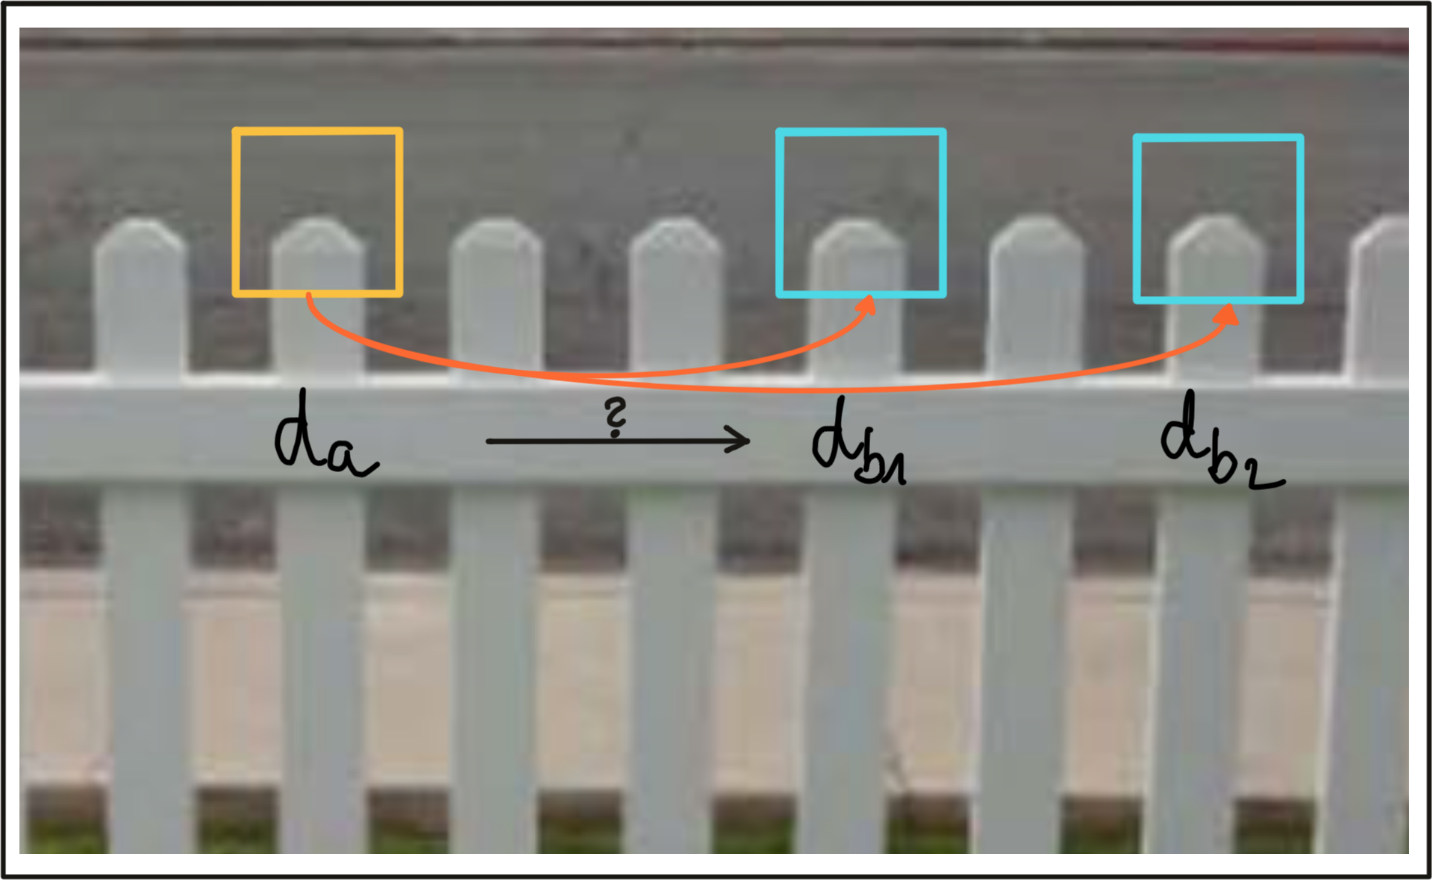 ?
da → db1 db2